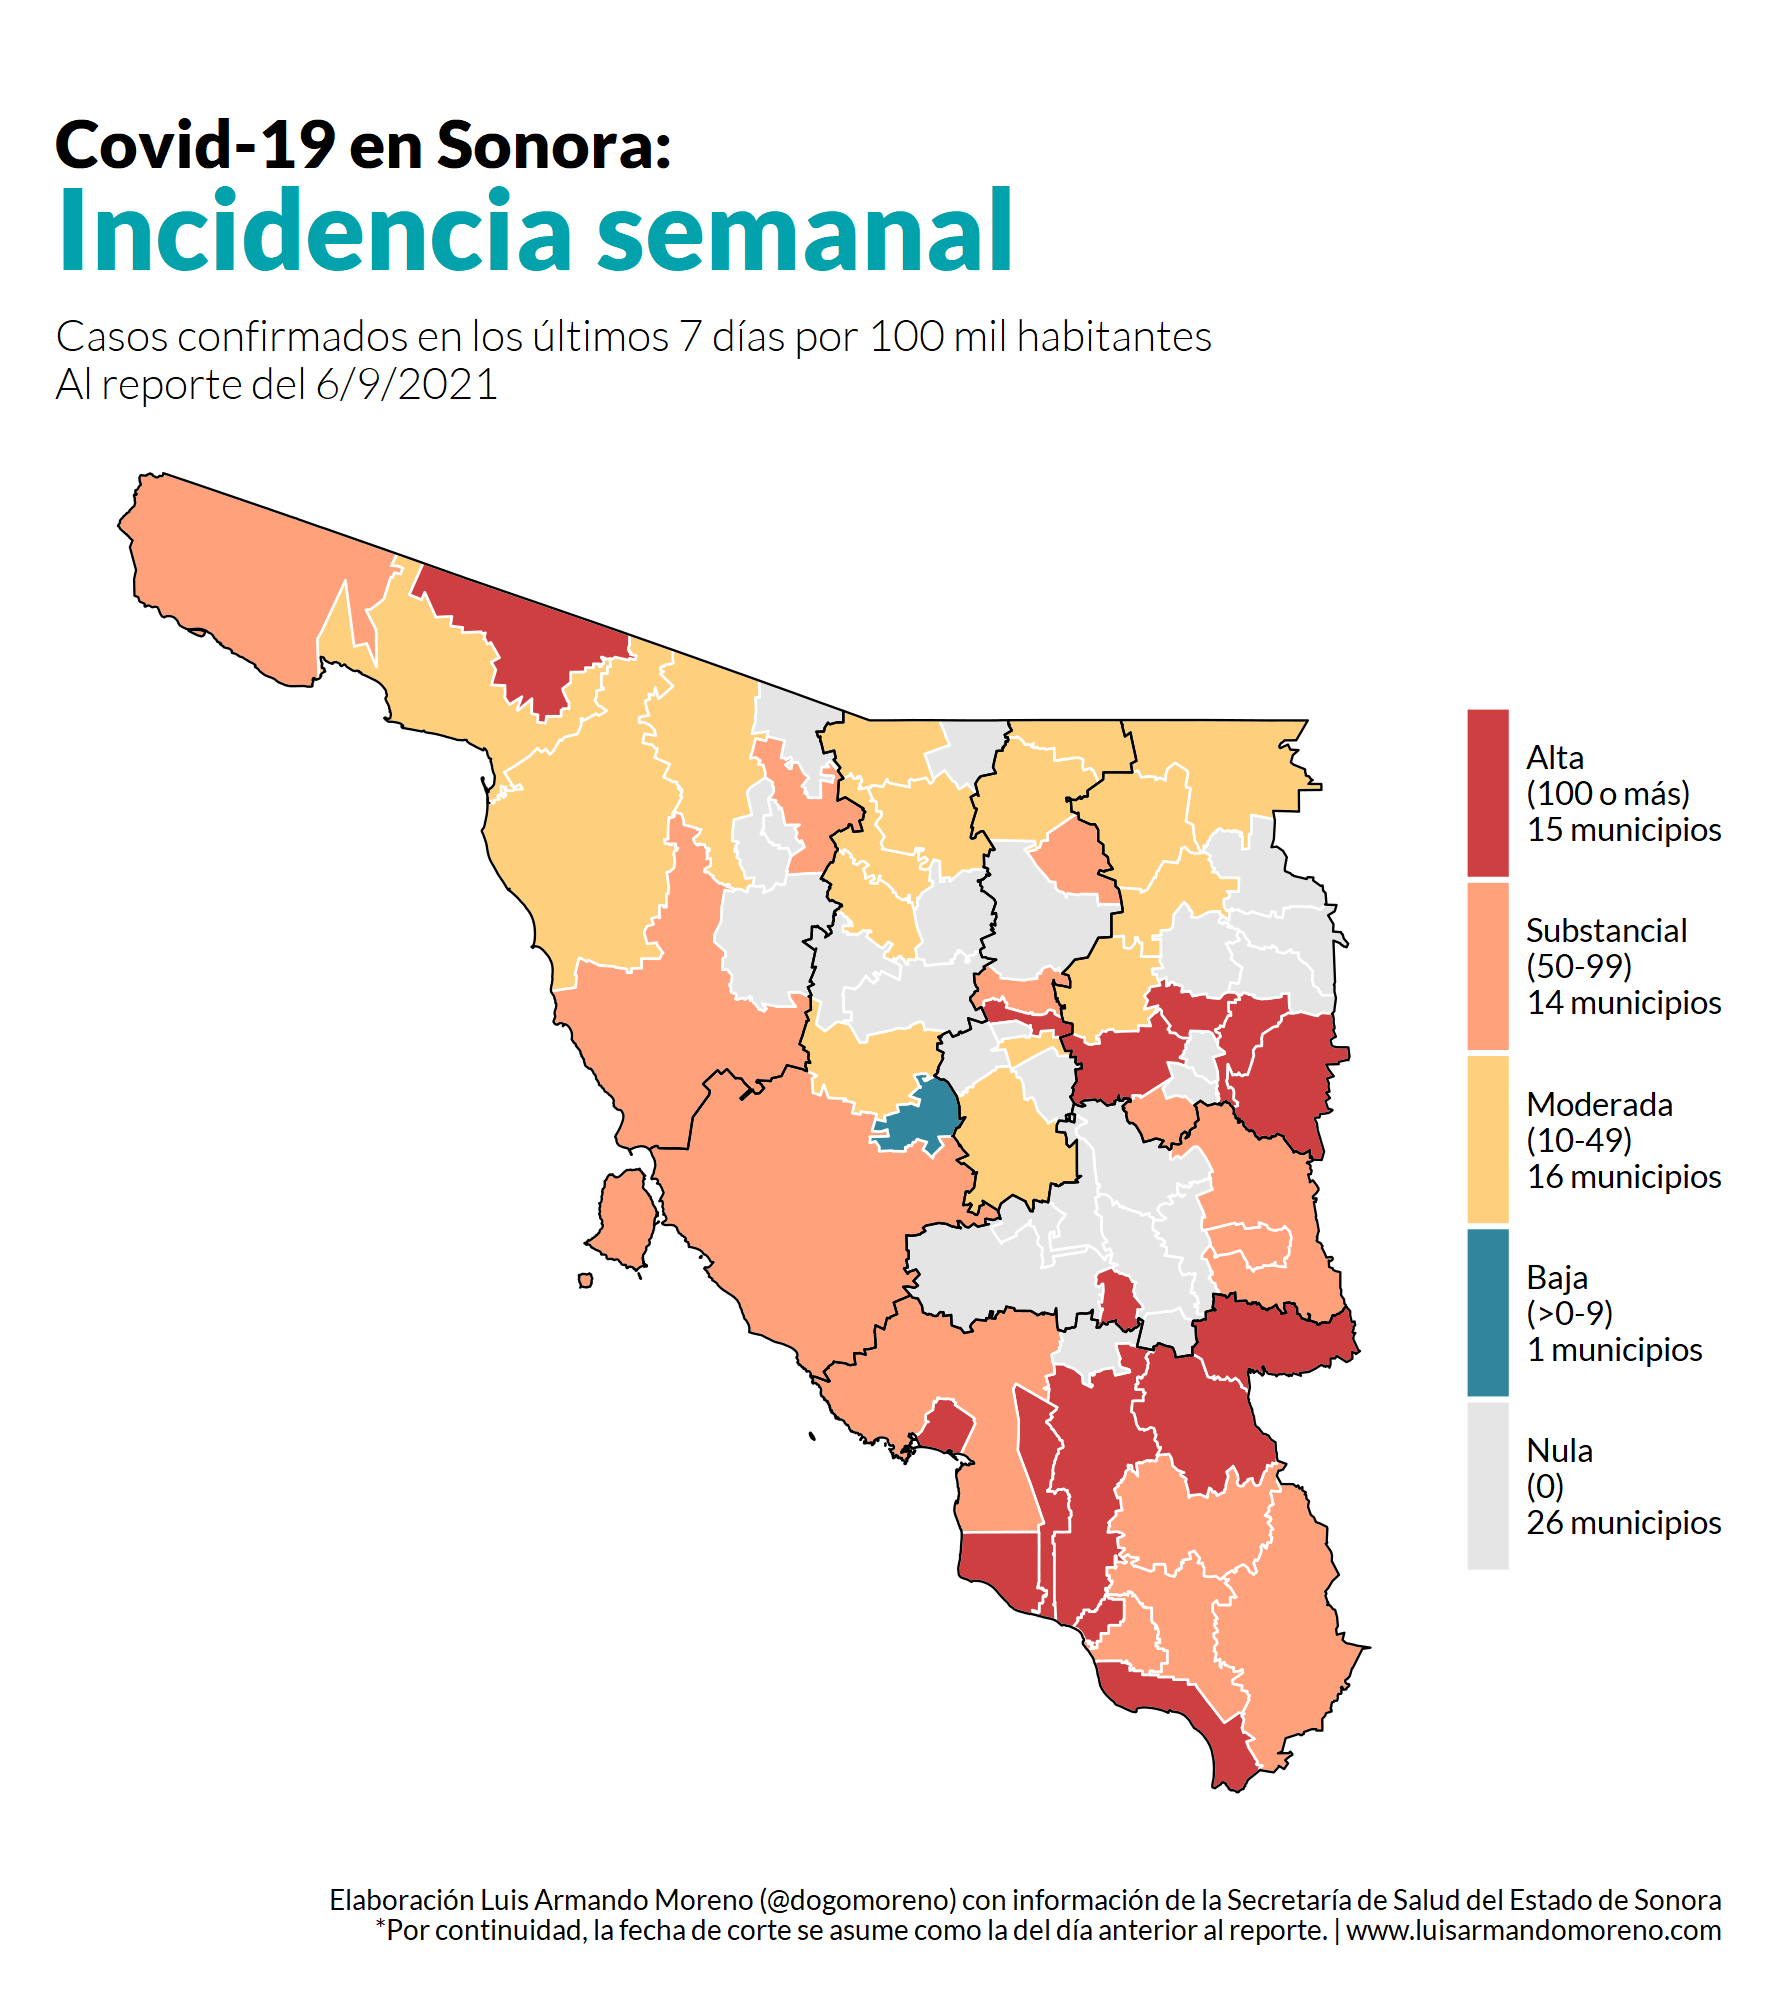 Covid-19 en Sonora:
Incidencia semanal
Casos confirmados en los últimos 7 días por 100 mil habitantes
Al reporte del 6/9/2021
Alta
(100 o más)
15 municipios
Substancial
(50-99)
14 municipios
Moderada
(10-49)
16 municipios
Baja
(>0-9)
1 municipios
Nula
(0)
26 municipios
Elaboración Luis Armando Moreno (@dogomoreno) con información de la Secretaría de Salud del Estado de Sonora
*Por continuidad, la fecha de corte se asume como la del día anterior al reporte. | www.luisarmandomoreno.com